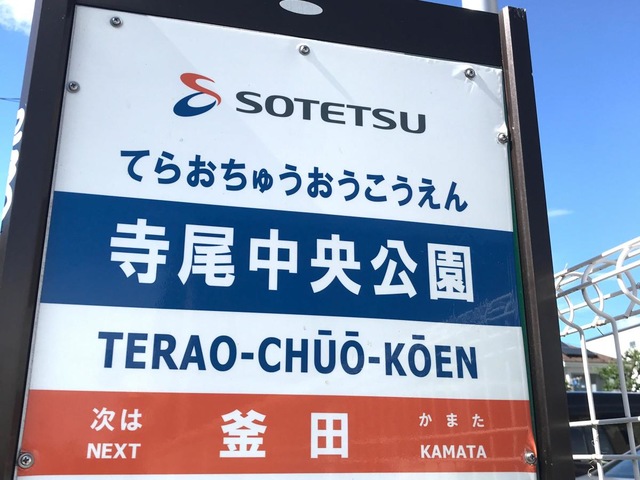 SOTETSU
てらおちゅうおうこうえん
寺尾中央公園
TERAO-CHŪŌ-KŌEN
次は 釜田 かまた
NEXT KAMATA